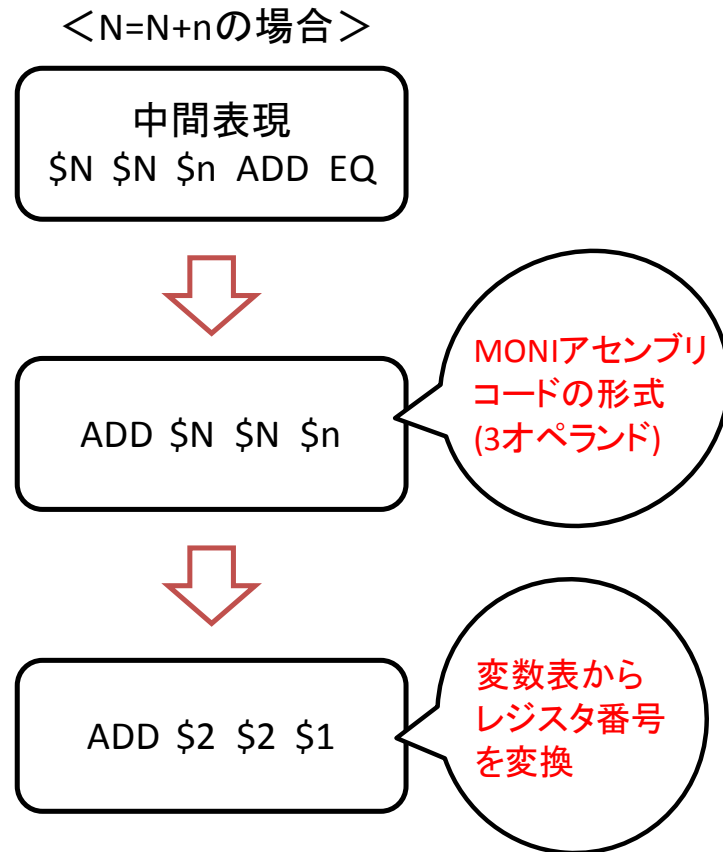 ＜N=N+nの場合＞
中間表現
$N $N $n ADD EQ
MONIアセンブリ
コードの形式
(3オペランド)
ADD $N $N $n
変数表から
レジスタ番号
を変換
ADD $2 $2 $1